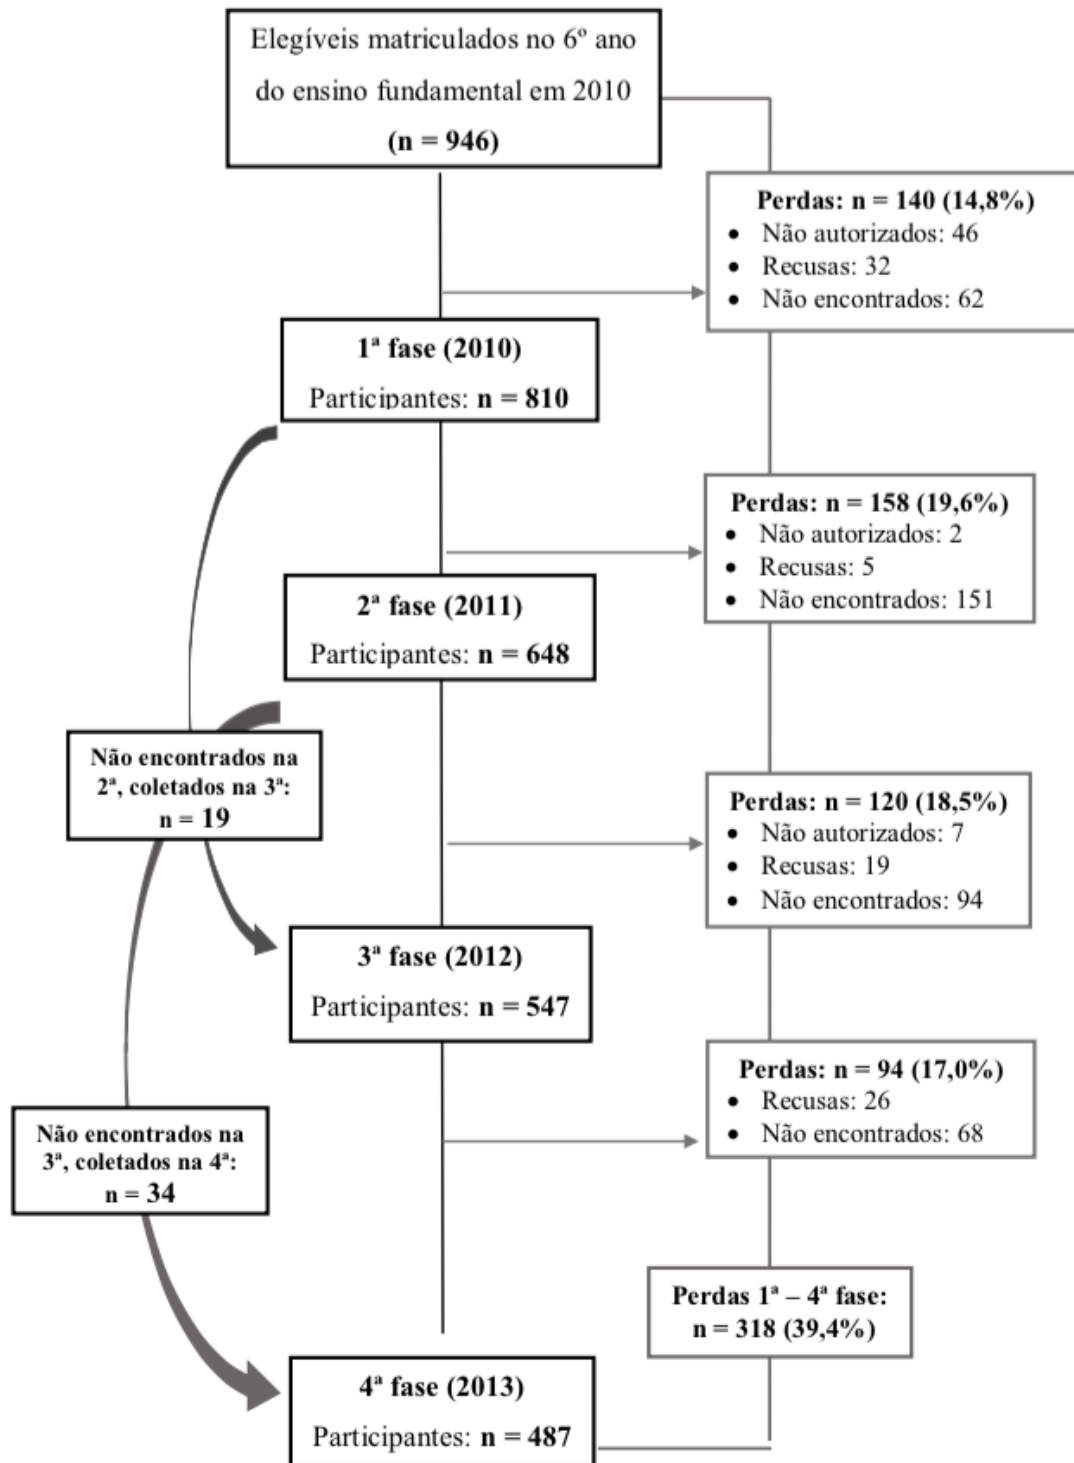 Elegíveis matriculados no 6º ano
do ensino fundamental em 2010
(n = 946)
Perdas: n = 140 (14,8%)
• Não autorizados: 46
• Recusas: 32
• Não encontrados: 62
1ª fase (2010)
Participantes: n = 810
Perdas: n = 158 (19,6%)
• Não autorizados: 2
• Recusas: 5
• Não encontrados: 151
2ª fase (2011)
Participantes: n = 648
Não encontrados na
2ª, coletados na 3ª:
n = 19
Perdas: n = 120 (18,5%)
• Não autorizados: 7
• Recusas: 19
• Não encontrados: 94
3ª fase (2012)
Participantes: n = 547
Perdas: n = 94 (17,0%)
• Recusas: 26
• Não encontrados: 68
Não encontrados na
3ª, coletados na 4ª:
n = 34
Perdas 1ª – 4ª fase:
n = 318 (39,4%)
4ª fase (2013)
Participantes: n = 487